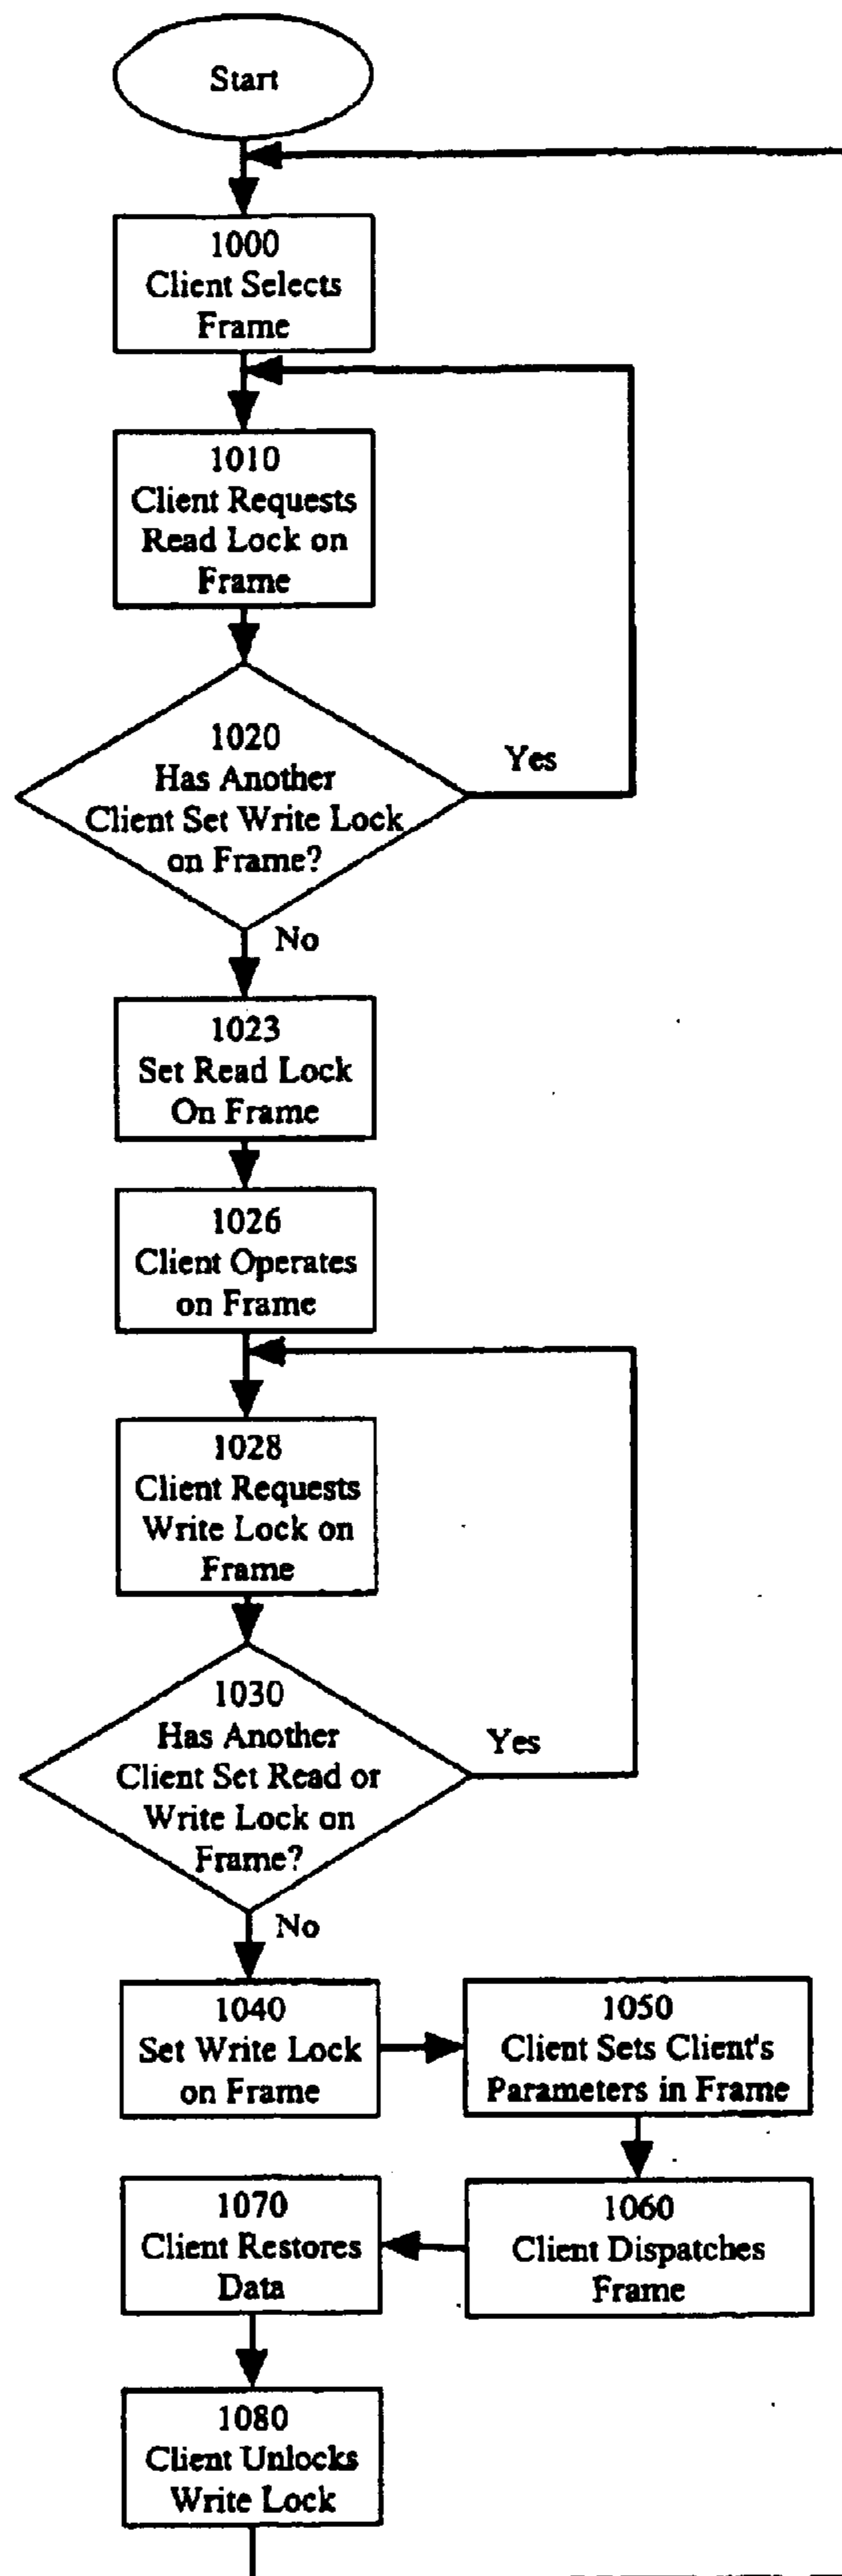 Start
1000
Client Selects
Frame
1010
Client Requests
Read Lock on
Frame
1020
Has Another
Client Set Write Lock
on Frame?
Yes
No
1023
Set Read Lock
On Frame
1026
Client Operates
on Frame
1028
Client Requests
Write Lock on
Frame
1030
Has Another
Client Set Read or
Write Lock on
Frame?
Yes
No
1040
Set Write Lock
on Frame
1050
Client Sets Client's
Parameters in Frame
1060
Client Dispatches
Frame
1070
Client Restores
Data
1080
Client Unlocks
Write Lock